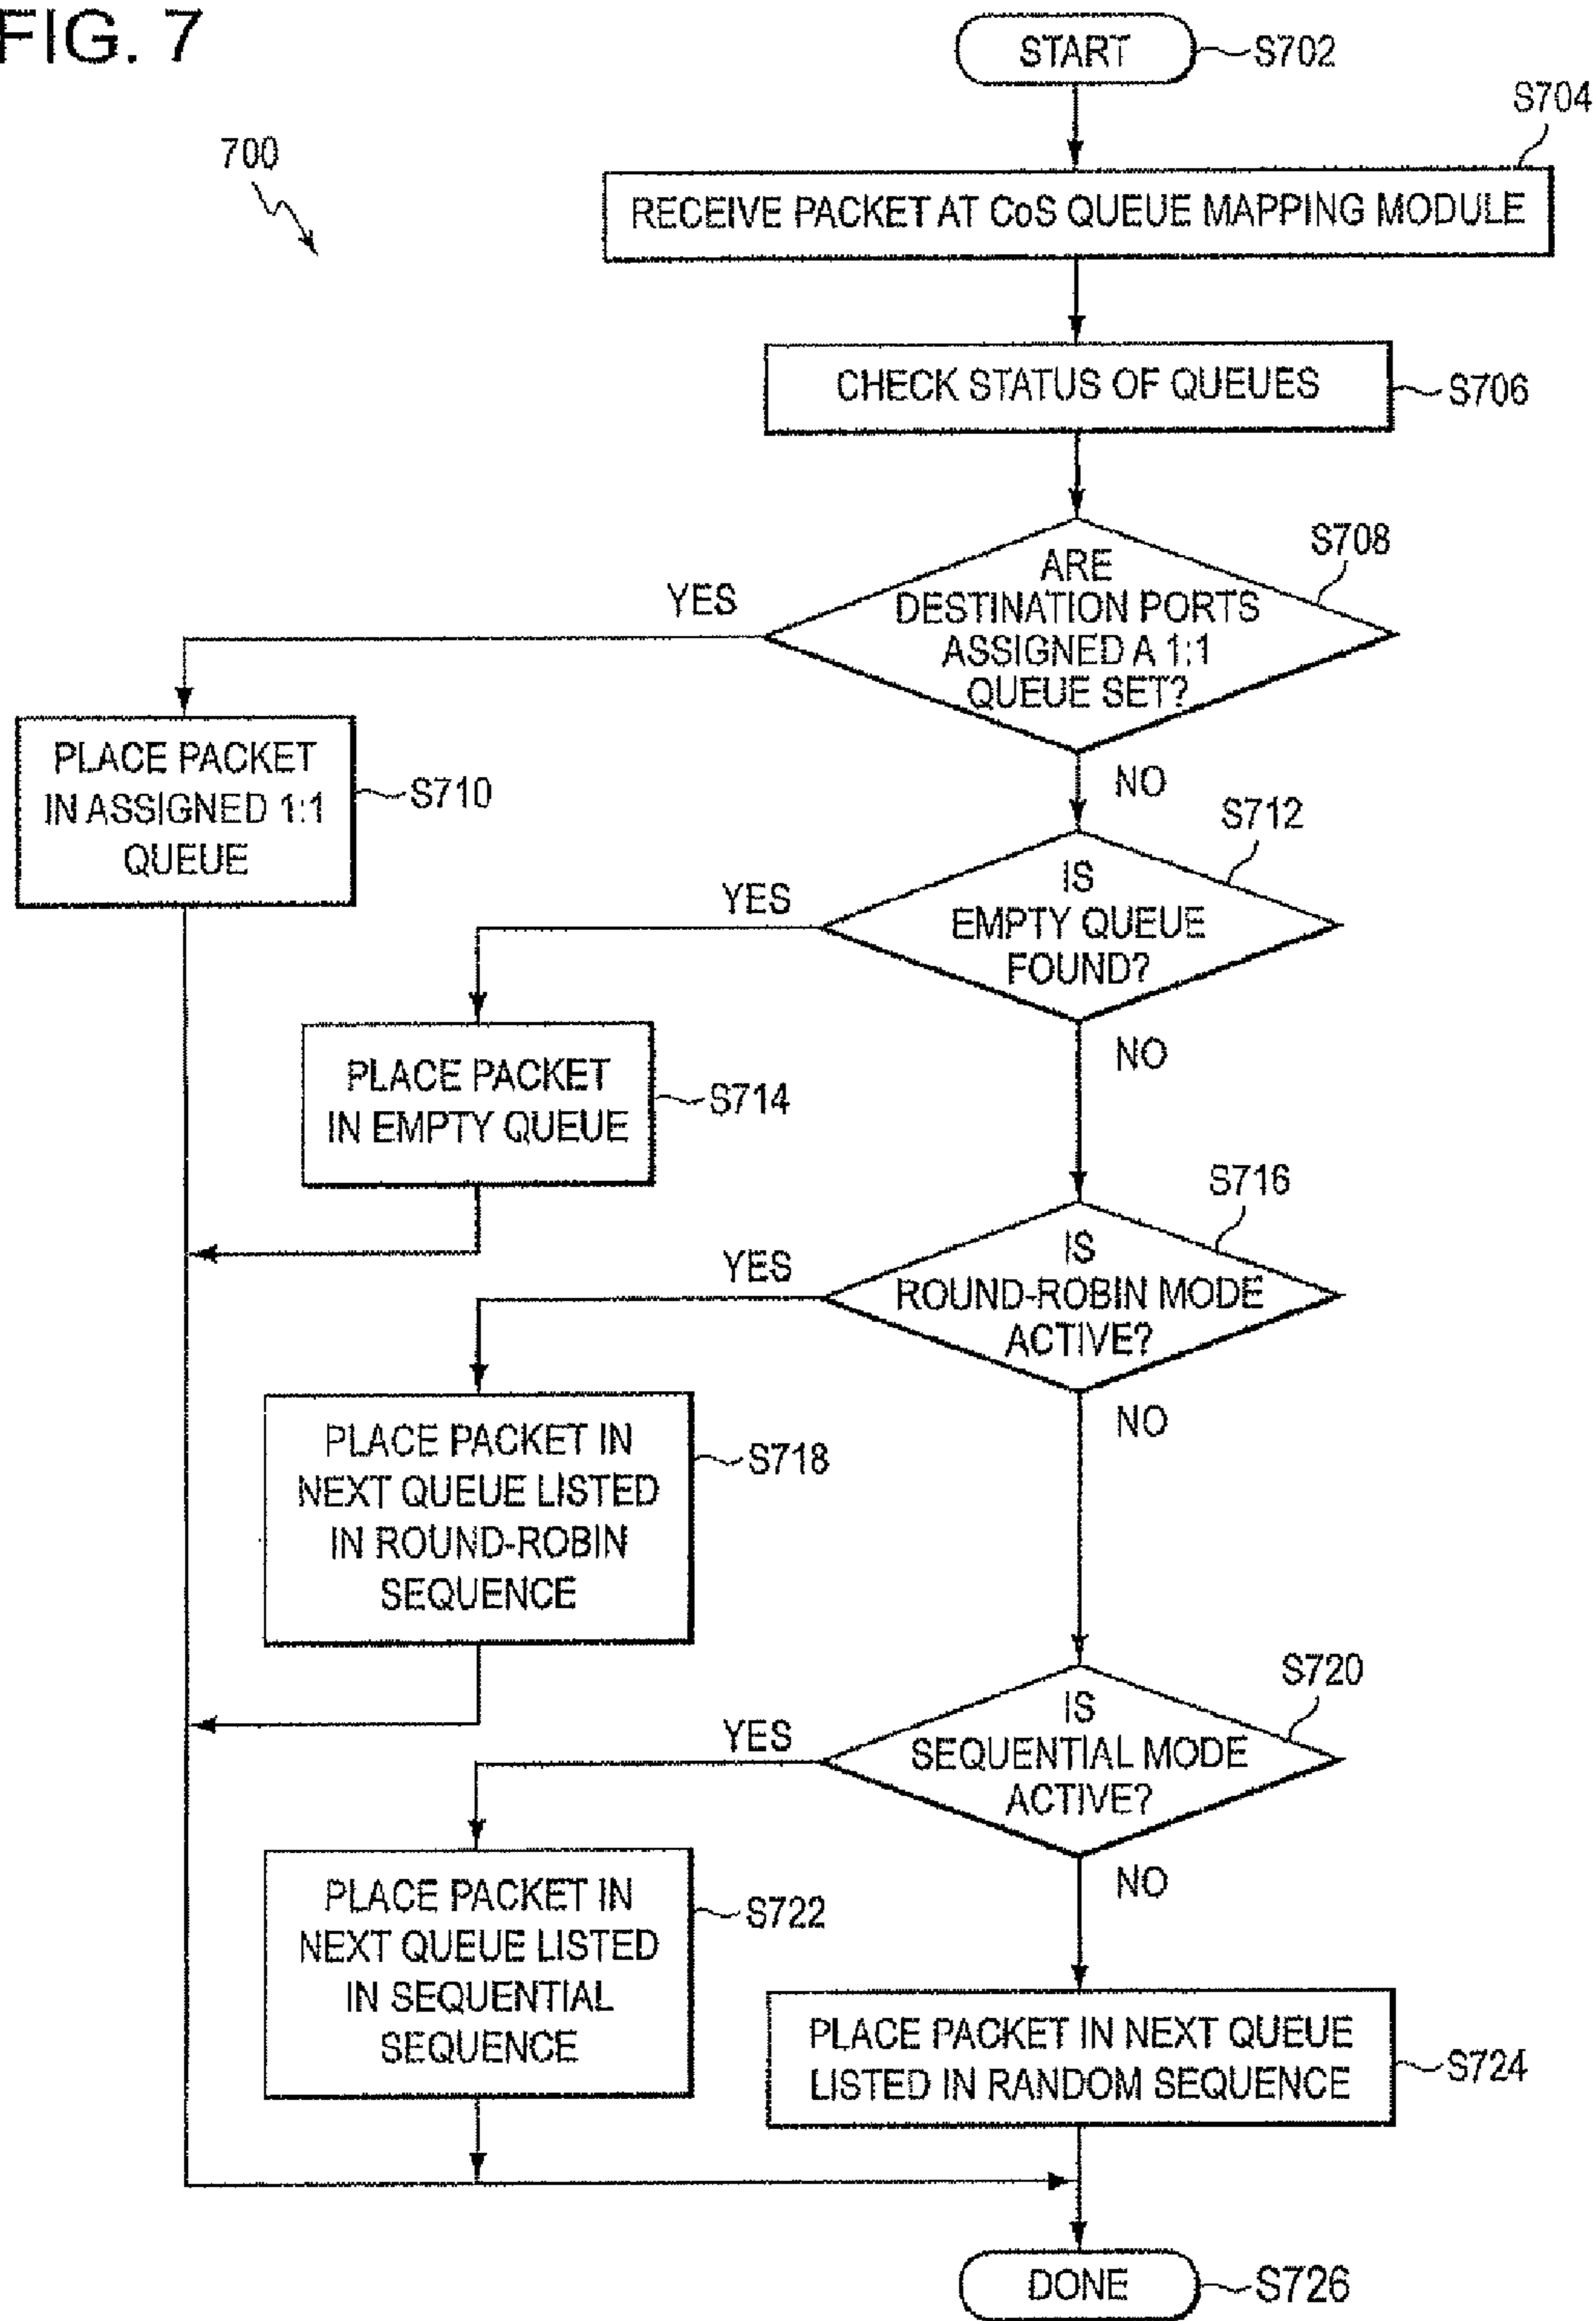 FIG. 7
START
S702
S704
700
RECEIVE PACKET AT CoS QUEUE MAPPING MODULE
CHECK STATUS OF QUEUES
S706
S708
ARE
DESTINATION PORTS
ASSIGNED A 1:1
QUEUE SET?
YES
PLACE PACKET
IN ASSIGNED 1:1
QUEUE
S710
NO
S712
IS
EMPTY QUEUE
FOUND?
YES
NO
PLACE PACKET
IN EMPTY QUEUE
S714
S716
IS
ROUND-ROBIN MODE
ACTIVE?
YES
NO
PLACE PACKET IN
NEXT QUEUE LISTED
IN ROUND-ROBIN
SEQUENCE
S718
S720
IS
SEQUENTIAL MODE
ACTIVE?
YES
NO
PLACE PACKET IN
NEXT QUEUE LISTED
IN SEQUENTIAL
SEQUENCE
S722
PLACE PACKET IN NEXT QUEUE
LISTED IN RANDOM SEQUENCE
S724
DONE
S726